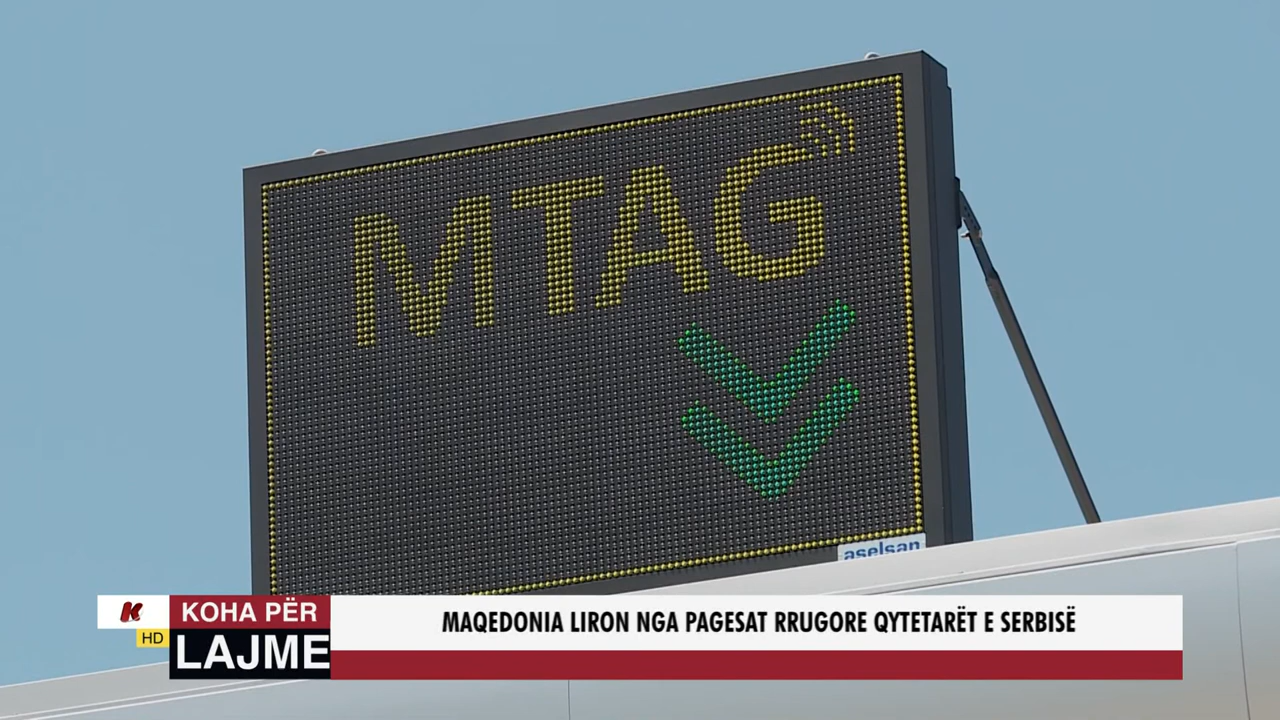 MTAG
aselsan
K
HD
KOHA PËR
LAJME
MAQEDONIA LIRON NGA PAGESAT RRUGORE QYTETARËT E SERBISË